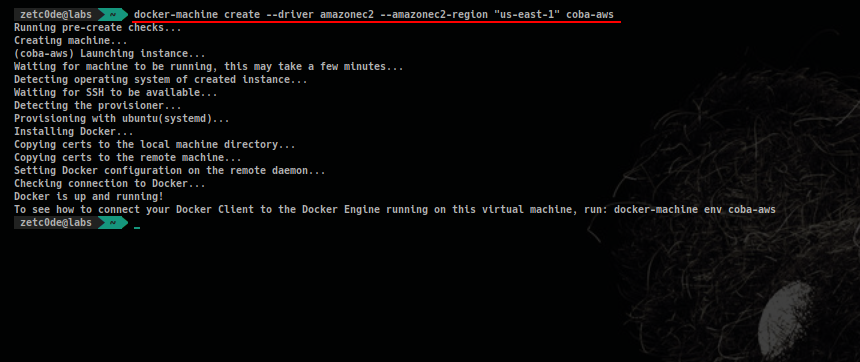 zetc0de@labs ~ docker-machine create --driver amazonec2 --amazonec2-region "us-east-1" coba-aws
Running pre-create checks...
Creating machine...
(coba-aws) Launching instance...
Waiting for machine to be running, this may take a few minutes...
Detecting operating system of created instance...
Waiting for SSH to be available...
Detecting the provisioner...
Provisioning with ubuntu(systemd)...
Installing Docker...
Copying certs to the local machine directory...
Copying certs to the remote machine...
Setting Docker configuration on the remote daemon...
Checking connection to Docker...
Docker is up and running!
To see how to connect your Docker Client to the Docker Engine running on this virtual machine, run: docker-machine env coba-aws
zetc0de@labs ~